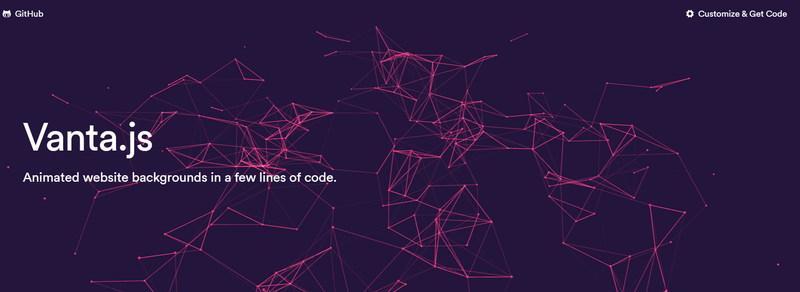 GitHub
Customize & Get Code
Vanta.js
Animated website backgrounds in a few lines of code.